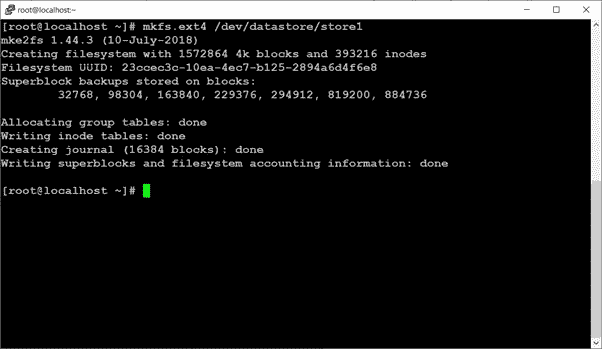 root@localhost:~
[root@localhost ~]# mkfs.ext4 /dev/datastore/store1
mke2fs 1.44.3 (10-July-2018)
Creating filesystem with 1572864 4k blocks and 393216 inodes
Filesystem UUID: 23ccec3c-10ea-4ec7-b125-2894a6d4f6e8
Superblock backups stored on blocks:
32768, 98304, 163840, 229376, 294912, 819200, 884736
Allocating group tables: done
Writing inode tables: done
Creating journal (16384 blocks): done
Writing superblocks and filesystem accounting information: done
[root@localhost ~]#